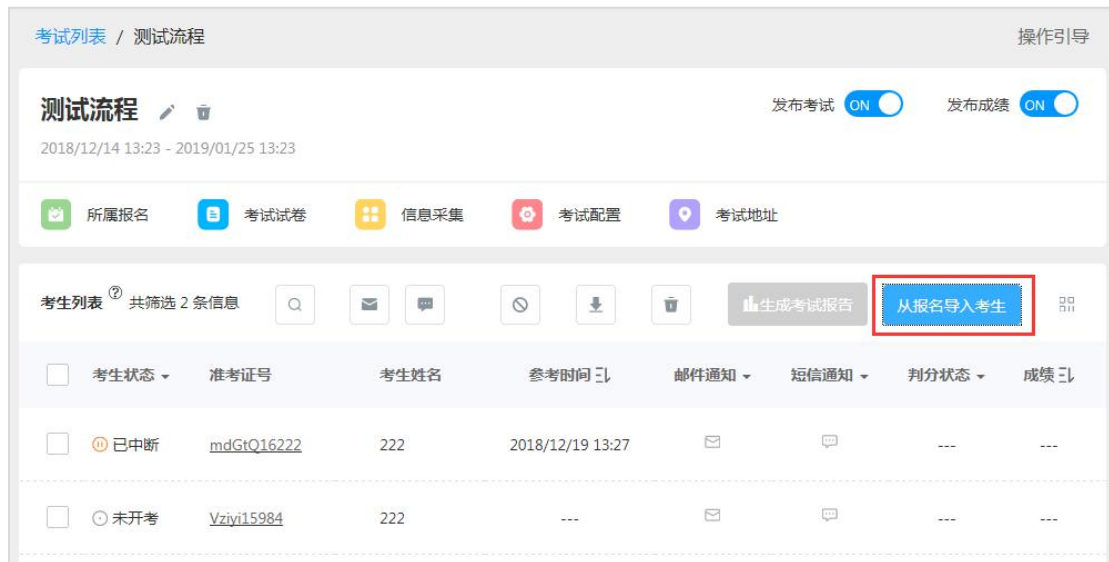 考试列表 / 测试流程 操作引导
测试流程 发布考试 ON 发布成绩 ON
2018/12/14 13:23 - 2019/01/25 13:23
所属报名 考试试卷 信息采集 考试配置 考试地址
考生列表 ? 共筛选 2 条信息 生成考试报告 从报名导入考生
考生状态 准考证号 考生姓名 参考时间 邮件通知 短信通知 判分状态 成绩
已中断 mdGtQ16222 222 2018/12/19 13:27 --- ---
未开考 Vziyi15984 222 --- --- ---